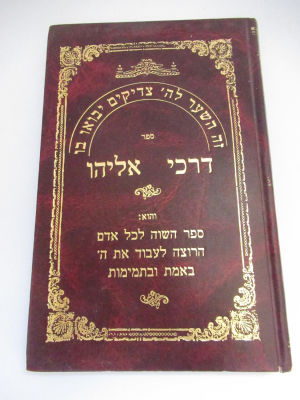 זה השער לה' צדיקים יבואו בו
ספר
דרכי אליהו
והוא:
ספר השוה לכל אדם
הרוצה לעבוד את ה'
באמת ובתמימות